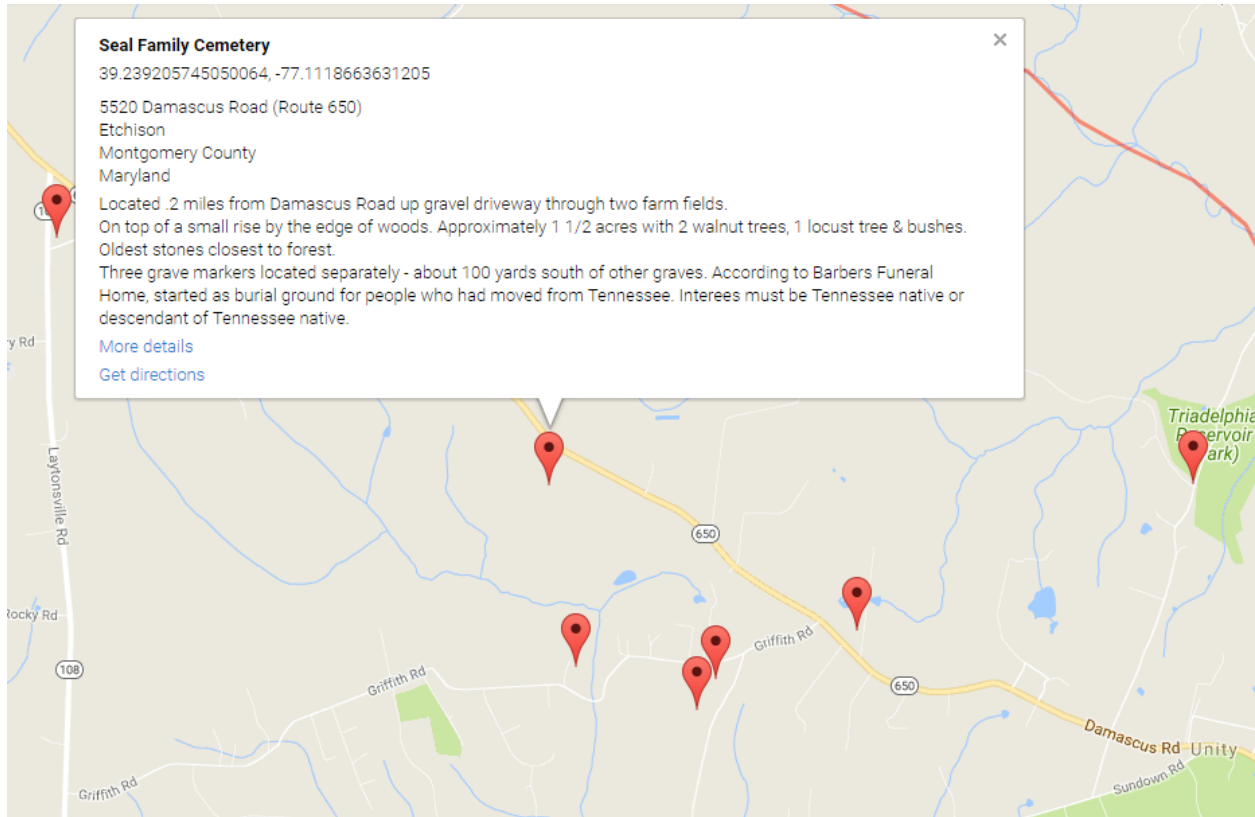 Seal Family Cemetery
39.239205745050064, -77.1118663631205
5520 Damascus Road (Route 650)
Etchison
Montgomery County
Maryland
Located .2 miles from Damascus Road up gravel driveway through two farm fields.
On top of a small rise by the edge of woods. Approximately 1 1/2 acres with 2 walnut trees, 1 locust tree & bushes.
Oldest stones closest to forest.
Three grave markers located separately - about 100 yards south of other graves. According to Barbers Funeral
Home, started as burial ground for people who had moved from Tennessee. Interees must be Tennessee native or
descendant of Tennessee native.
More details
Get directions
y Rd
Triadelphia
Laytonsville Rd
650
Rocky Rd
Griffith Rd
108
Griffith Rd
650
Damascus Rd
Unity
Sundown Rd
Griffith Rd